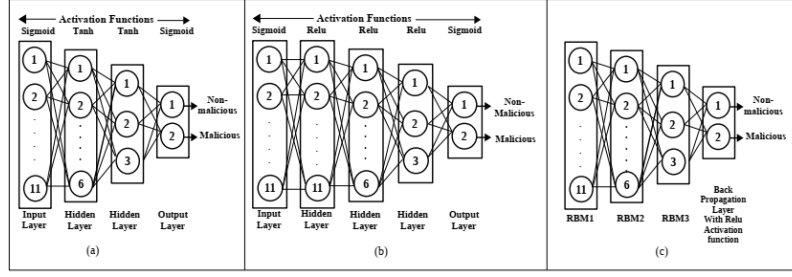 Activation Functions
Sigmoid Tanh Tanh Sigmoid
1 1 1 1
2 2 2 2
11 6 3
Non-
malicious
Malicious
Input
Layer
Hidden
Layer
Hidden
Layer
Output
Layer
(a)
Activation Functions
Sigmoid Relu Relu Relu Sigmoid
1 1 1 1 1
2 2 2 2 2
11 11 6 3
Non-
Malicious
Malicious
Input
Layer
Hidden
Layer
Hidden
Layer
Hidden
Layer
Output
Layer
(b)
1 1 1 1
2 2 2 2
11 6 3
Non-
malicious
Malicious
RBM1 RBM2 RBM3
Back
Propagation
Layer
With Relu
Activation
function
(c)